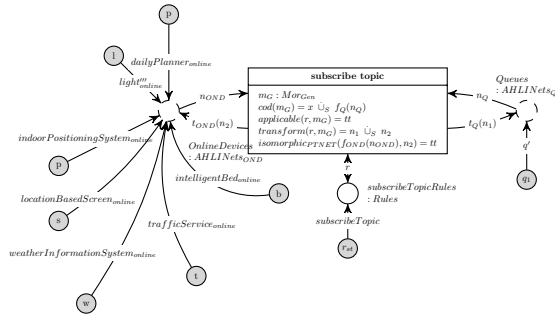 p
l
dailyPlanner_online
light'''_online
subscribe topic
n_OND
m_G : Mor_Gen
cod(m_G) = x ∪̇_S f_Q(n_Q)
applicable(r, m_G) = tt
transform(r, m_G) = n_1 ∪̇_S n_2
isomorphic_PTNET(f_OND(n_OND), n_2) = tt
Queues
: AHLINets_Q
n_Q
t_OND(n_2)
t_Q(n_1)
OnlineDevices
: AHLINets_OND
indoorPositioningSystem_online
p
intelligentBed_online
b
r
q'
q_1
subscribeTopicRules
: Rules
locationBasedScreen_online
s
trafficService_online
subscribeTopic
weatherInformationSystem_online
r_st
t
w